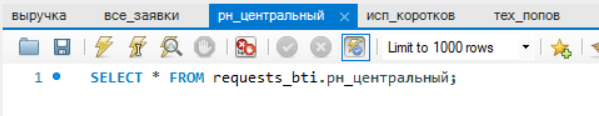 выручка все_заявки рн_центральный × исп_коротков тех_попов
Limit to 1000 rows
1 SELECT * FROM requests_bti.рн_центральный;